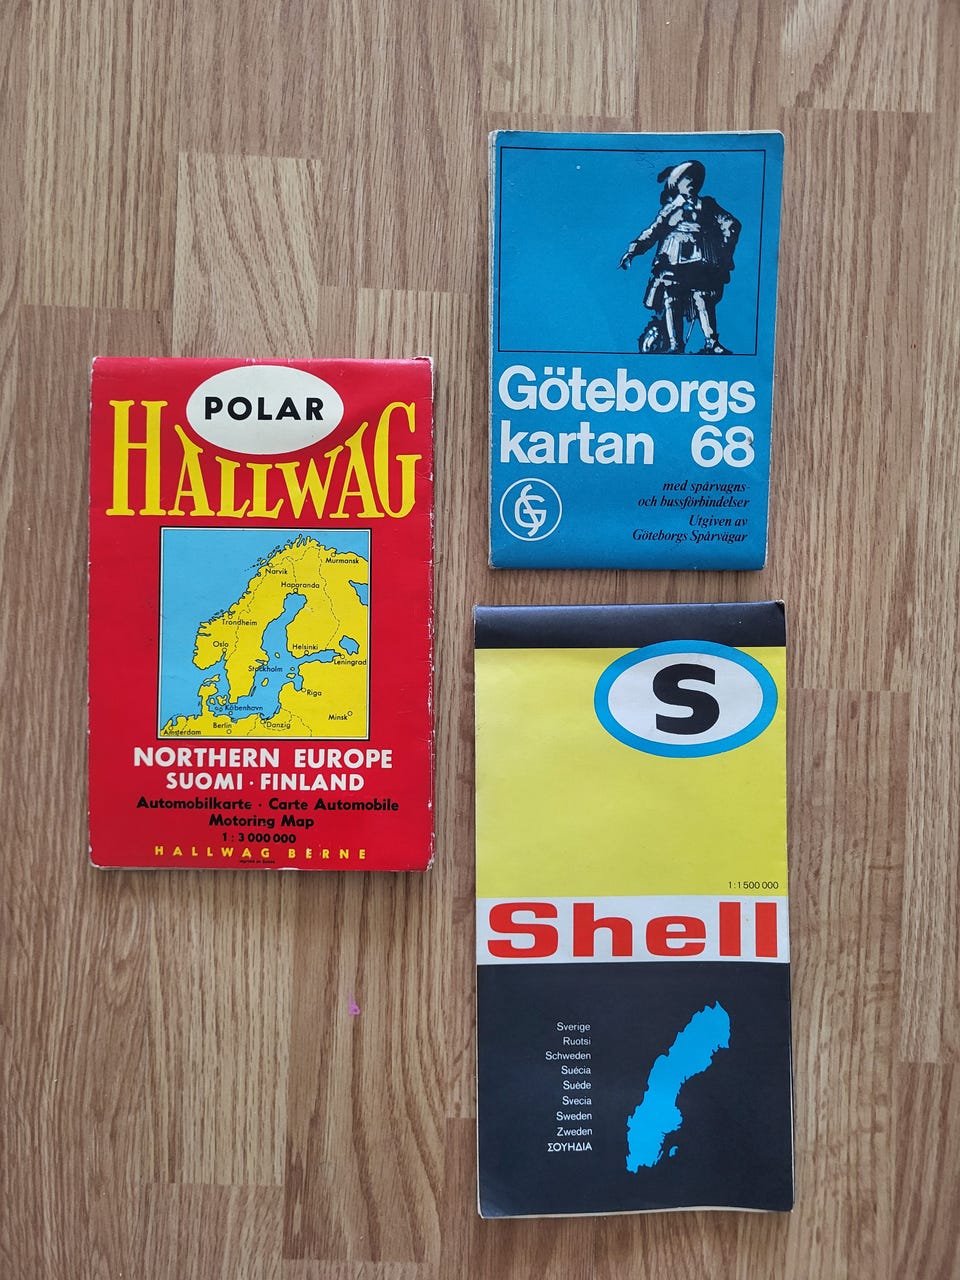 POLAR
HALLWAG
Murmansk
Narvik
Haparanda
Trondheim
Oslo
Helsinki
Leningrad
Stockholm
Riga
København
Minsk
Danzig
Berlin
Amsterdam
NORTHERN EUROPE
SUOMI · FINLAND
Automobilkarte · Carte Automobile
Motoring Map
1 : 3 000 000
HALLWAG BERNE
Göteborgs
kartan 68
med spårvagns-
och bussförbindelser
Utgiven av
Göteborgs Spårvägar
GS
S
1:1 500 000
Shell
Sverige
Ruotsi
Schweden
Suécia
Suède
Svecia
Sweden
Zweden
ΣΟΥΗΔΙΑ